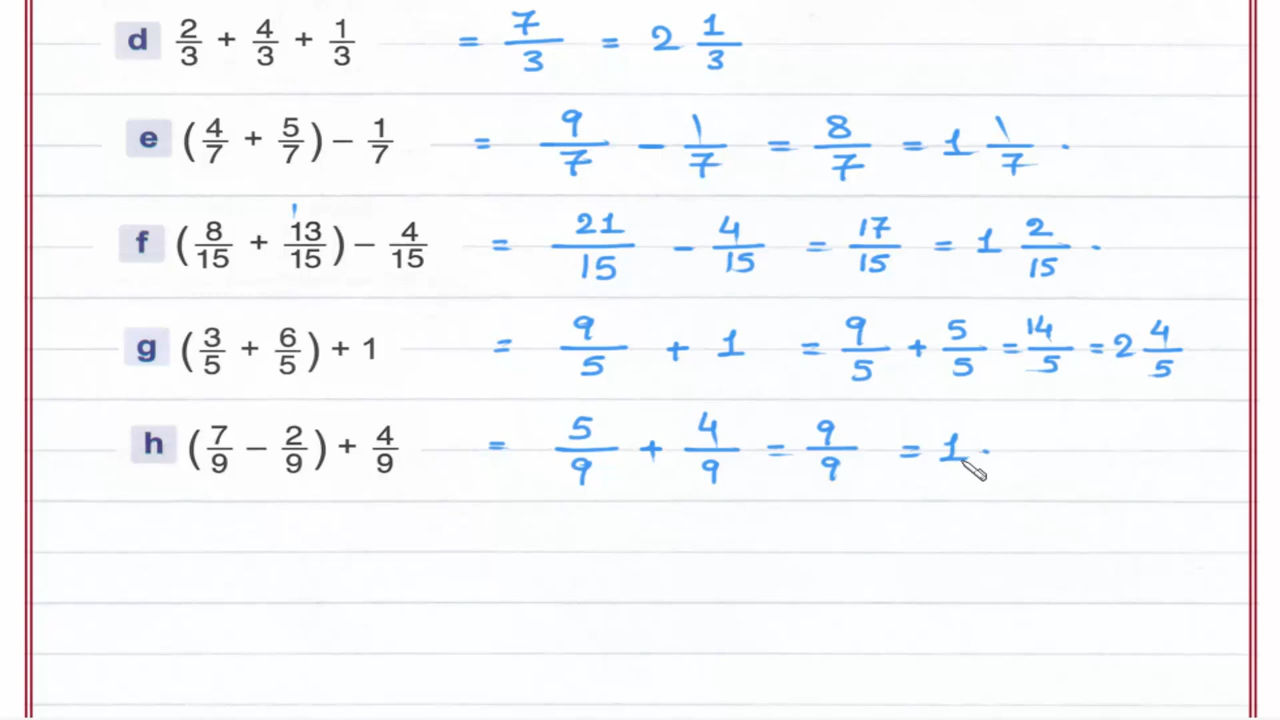 d 2/3 + 4/3 + 1/3 = 7/3 = 2 1/3
e (4/7 + 5/7) − 1/7 = 9/7 − 1/7 = 8/7 = 1 1/7 .
f (8/15 + 13/15) − 4/15 = 21/15 − 4/15 = 17/15 = 1 2/15 .
g (3/5 + 6/5) + 1 = 9/5 + 1 = 9/5 + 5/5 = 14/5 = 2 4/5
h (7/9 − 2/9) + 4/9 = 5/9 + 4/9 = 9/9 = 1 .